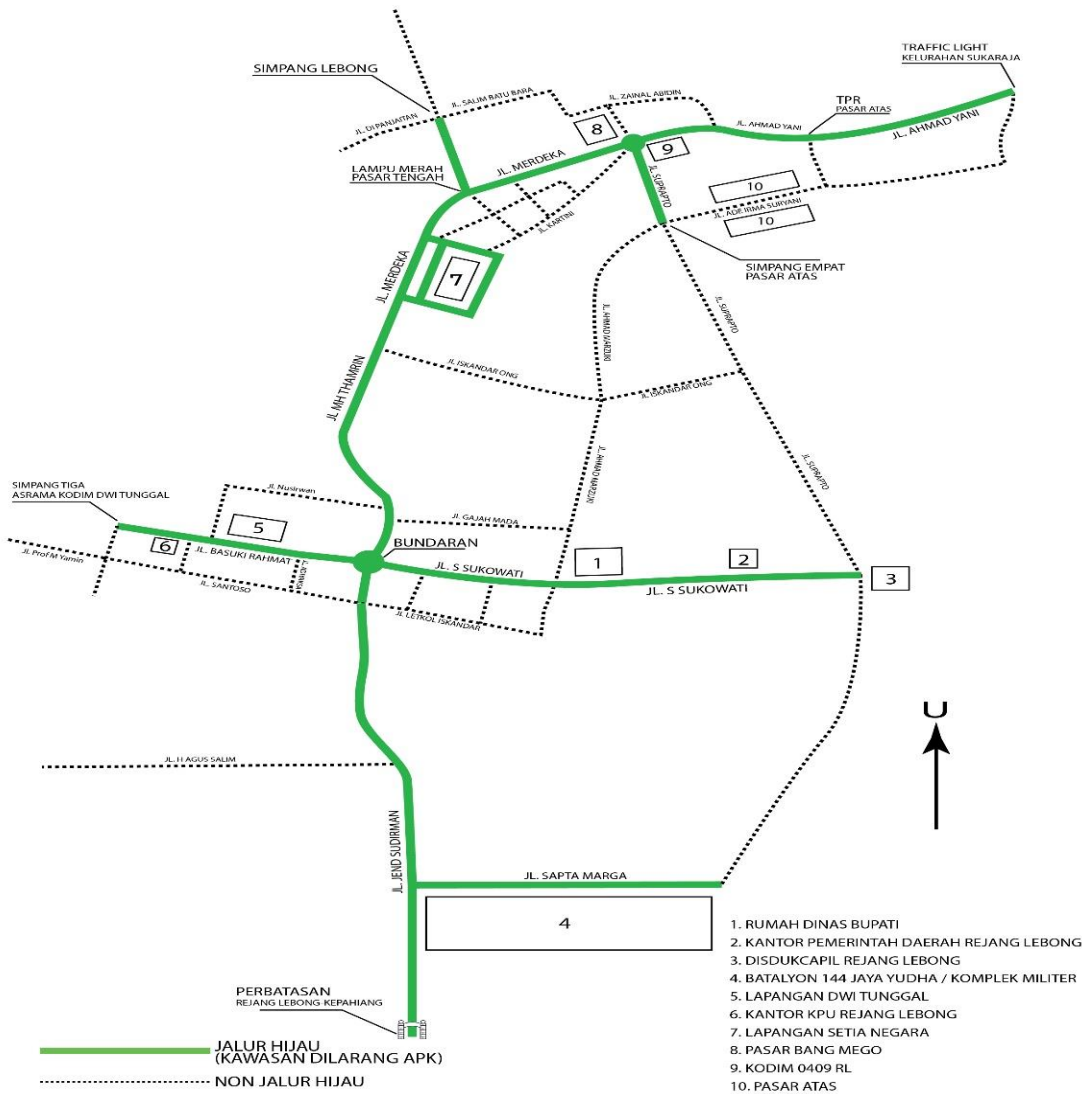 TRAFFIC LIGHT
KELURAHAN SUKARAJA
SIMPANG LEBONG
JL. SALIM BATU BARA
JL. ZAINAL ABIDIN
TPR
PASAR ATAS
JL. DI PANJAITAN
8
JL. AHMAD YANI
JL. AHMAD YANI
9
JL. MERDEKA
LAMPU MERAH
PASAR TENGAH
JL. SUPRAPTO
10
JL. ADE IRMA SURYANI
10
JL. KARTINI
SIMPANG EMPAT
PASAR ATAS
JL. MERDEKA
7
JL. SUPRAPTO
JL. AHMAD MARZUKI
JL. ISKANDAR ONG
JL. ISKANDAR ONG
JL MH THAMRIN
JL. AHMAD MARZUKI
JL. SUPRAPTO
SIMPANG TIGA
ASRAMA KODIM DWI TUNGGAL
Jl. Nusirwan
JL. GAJAH MADA
5
6
JL. BASUKI RAHMAT
BUNDARAN
JL. S SUKOWATI
1
2
3
JL. S SUKOWATI
JL Prof.M Yamin
JL. SANTOSO
JL LETKOL ISKANDAR
U
JL. H AGUS SALIM
JL JEND SUDIRMAN
JL. SAPTA MARGA
4
PERBATASAN
REJANG LEBONG KEPAHIANG
JALUR HIJAU
(KAWASAN DILARANG APK)
NON JALUR HIJAU
1. RUMAH DINAS BUPATI
2. KANTOR PEMERINTAH DAERAH REJANG LEBONG
3. DISDUKCAPIL REJANG LEBONG
4. BATALYON 144 JAYA YUDHA / KOMPLEK MILITER
5. LAPANGAN DWI TUNGGAL
6. KANTOR KPU REJANG LEBONG
7. LAPANGAN SETIA NEGARA
8. PASAR BANG MEGO
9. KODIM 0409 RL
10. PASAR ATAS